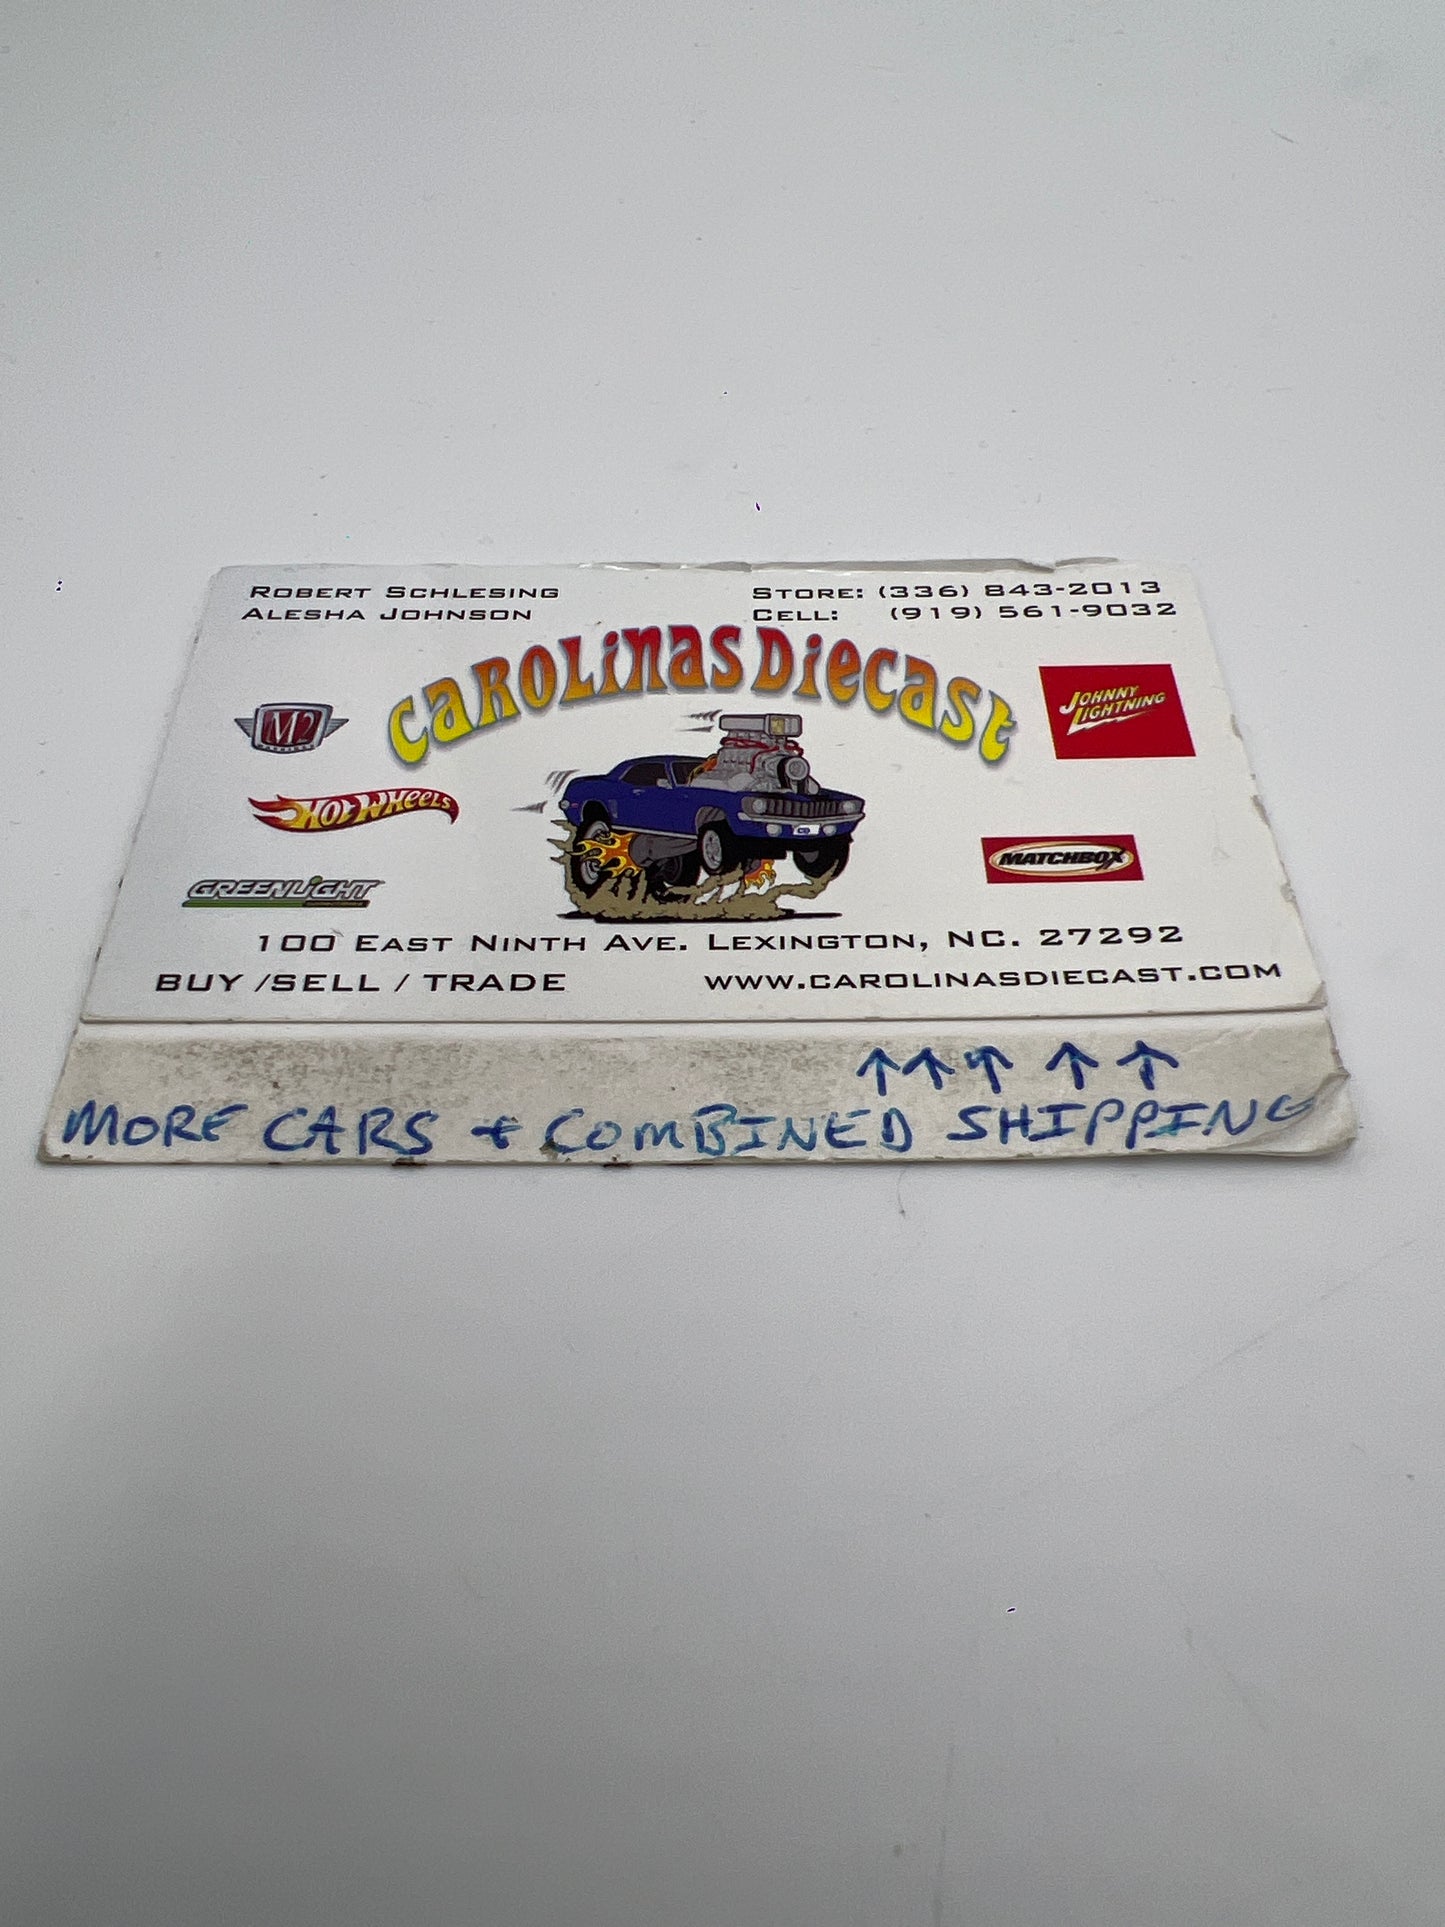 ROBERT SCHLESING
ALESHA JOHNSON
STORE: (336) 843-2013
CELL: (919) 561-9032
CAROLINAS DIECAST
M2
JOHNNY
LIGHTNING
HOT WHEELS
MATCHBOX
GREENLIGHT
100 EAST NINTH AVE. LEXINGTON, NC. 27292
BUY /SELL / TRADE
WWW.CAROLINASDIECAST.COM
↑↑↑ ↑ ↑
MORE CARS + COMBINED SHIPPING